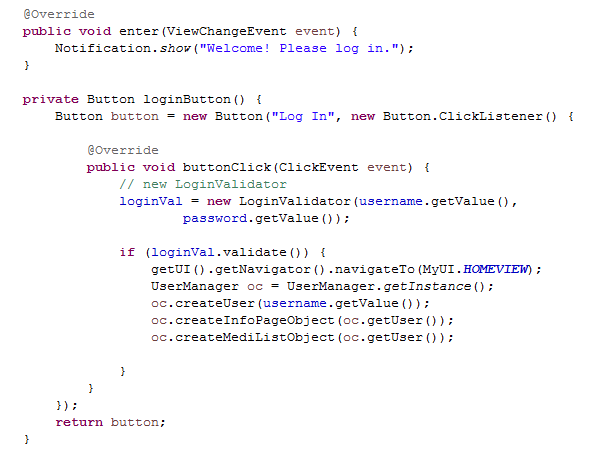 @Override
public void enter(ViewChangeEvent event) {
    Notification.show("Welcome! Please log in.");
}

private Button loginButton() {
    Button button = new Button("Log In", new Button.ClickListener() {

        @Override
        public void buttonClick(ClickEvent event) {
            // new LoginValidator
            loginVal = new LoginValidator(username.getValue(),
                    password.getValue());

            if (loginVal.validate()) {
                getUI().getNavigator().navigateTo(MyUI.HOMEVIEW);
                UserManager oc = UserManager.getInstance();
                oc.createUser(username.getValue());
                oc.createInfoPageObject(oc.getUser());
                oc.createMediListObject(oc.getUser());

            }
        }
    });
    return button;
}